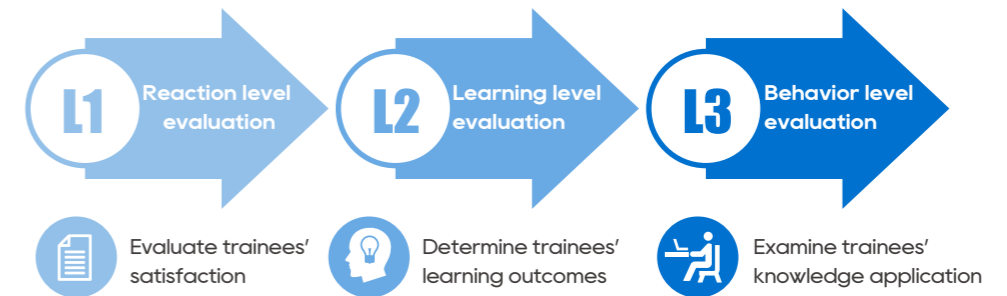 L1
Reaction level
evaluation
L2
Learning level
evaluation
L3
Behavior level
evaluation
Evaluate trainees'
satisfaction
Determine trainees'
learning outcomes
Examine trainees'
knowledge application